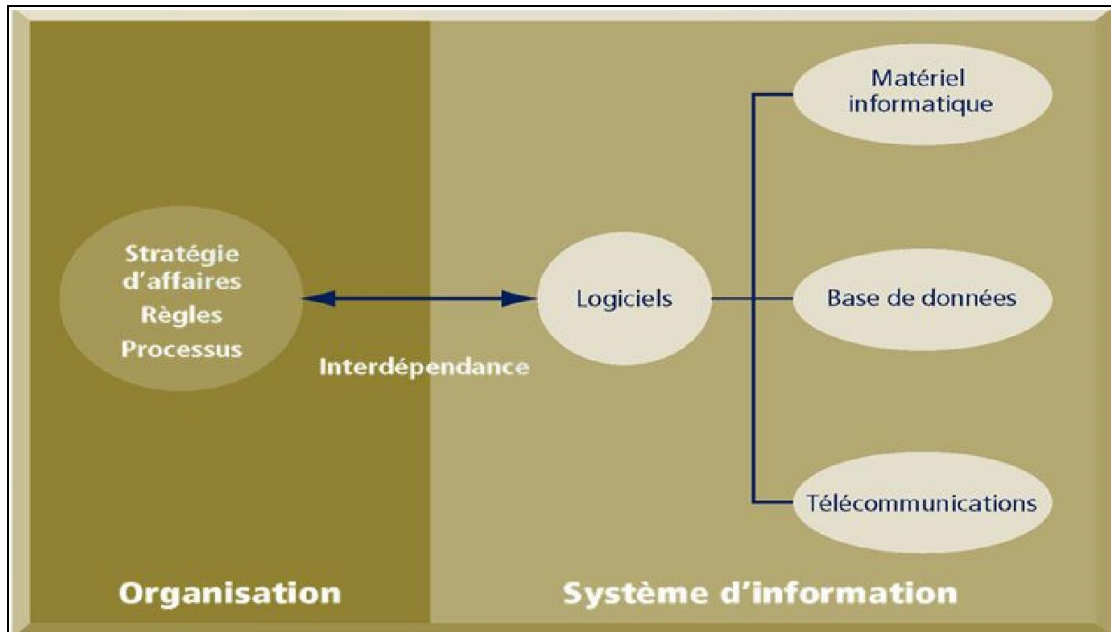 Stratégie
d'affaires
Règles
Processus
Interdépendance
Logiciels
Matériel
informatique
Base de données
Télécommunications
Organisation
Système d'information